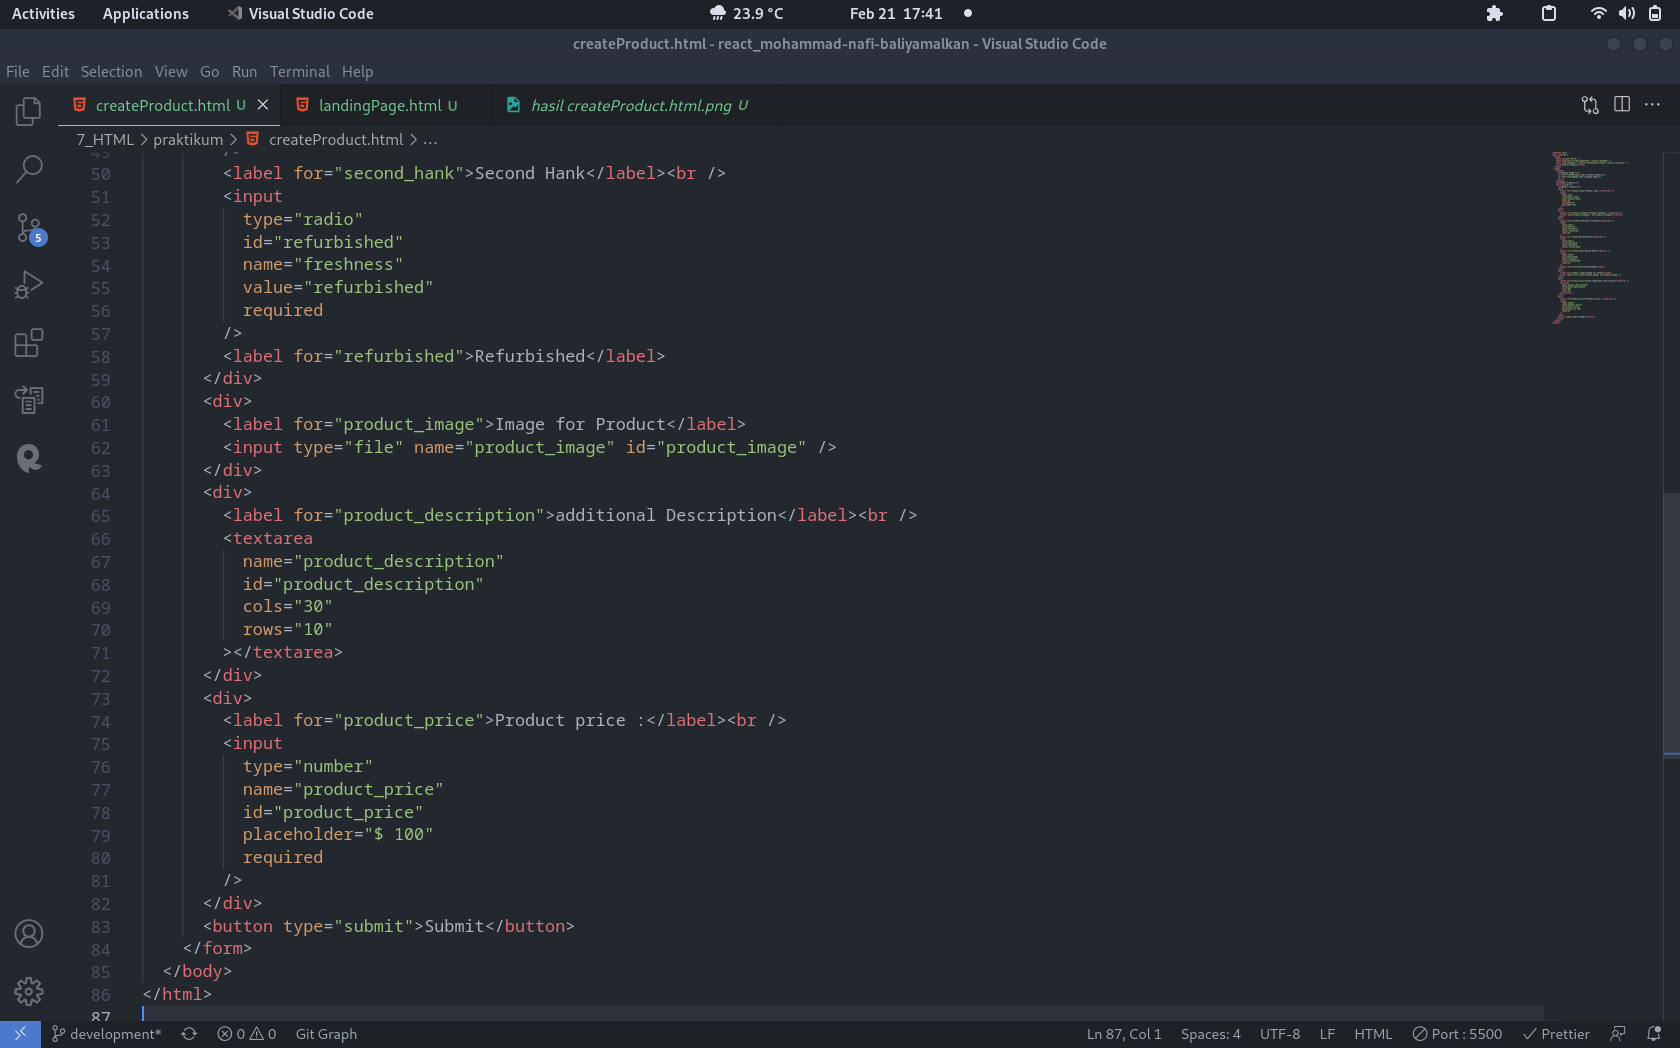 Activities Applications Visual Studio Code 23.9 °C Feb 21 17:41
createProduct.html - react_mohammad-nafi-baliyamalkan - Visual Studio Code
File Edit Selection View Go Run Terminal Help
createProduct.html U landingPage.html U hasil createProduct.html.png U
7_HTML > praktikum > createProduct.html > ...
49 />
50 <label for="second_hank">Second Hank</label><br />
51 <input
52 type="radio"
53 id="refurbished"
54 name="freshness"
55 value="refurbished"
56 required
57 />
58 <label for="refurbished">Refurbished</label>
59 </div>
60 <div>
61 <label for="product_image">Image for Product</label>
62 <input type="file" name="product_image" id="product_image" />
63 </div>
64 <div>
65 <label for="product_description">additional Description</label><br />
66 <textarea
67 name="product_description"
68 id="product_description"
69 cols="30"
70 rows="10"
71 ></textarea>
72 </div>
73 <div>
74 <label for="product_price">Product price :</label><br />
75 <input
76 type="number"
77 name="product_price"
78 id="product_price"
79 placeholder="$ 100"
80 required
81 />
82 </div>
83 <button type="submit">Submit</button>
84 </form>
85 </body>
86 </html>
87
5
development* 0 0 Git Graph Ln 87, Col 1 Spaces: 4 UTF-8 LF HTML Port : 5500 Prettier